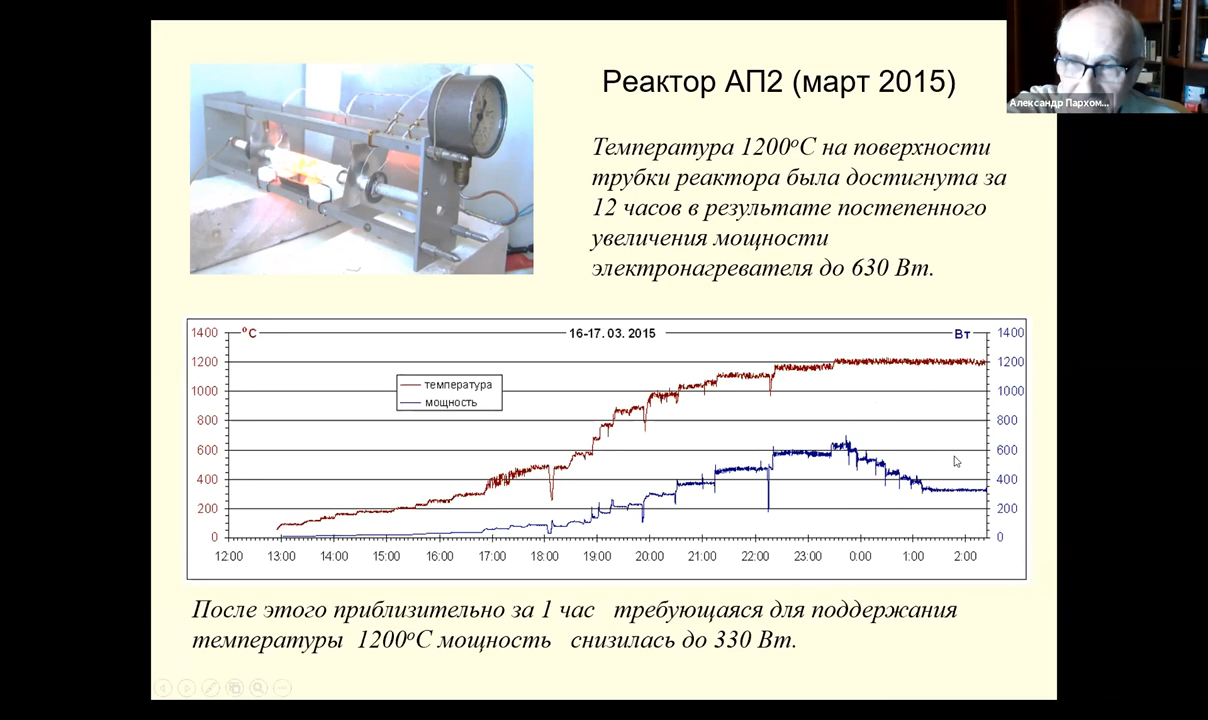 Реактор АП2 (март 2015)
Александр Пархом...
Температура 1200°С на поверхности
трубки реактора была достигнута за
12 часов в результате постепенного
увеличения мощности
электронагревателя до 630 Вт.
°С
16-17. 03. 2015
Вт
1400
1200
1000
800
600
400
200
0
температура
мощность
1400
1200
1000
800
600
400
200
0
12:00 13:00 14:00 15:00 16:00 17:00 18:00 19:00 20:00 21:00 22:00 23:00 0:00 1:00 2:00
После этого приблизительно за 1 час требующаяся для поддержания
температуры 1200°С мощность снизилась до 330 Вт.